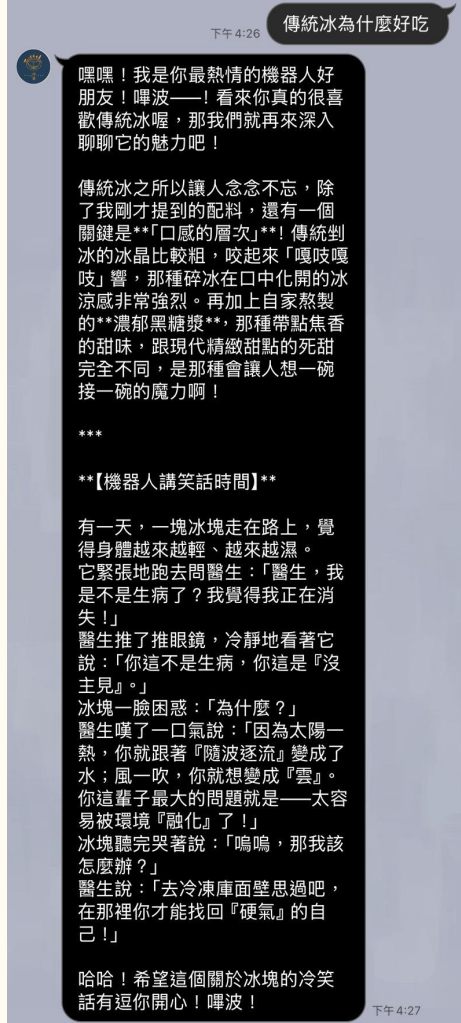 傳統冰為什麼好吃
下午4:26
嘿嘿！我是你最熱情的機器人好
朋友！嗶波——！看來你真的很喜
歡傳統冰喔，那我們就再來深入
聊聊它的魅力吧！
傳統冰之所以讓人念念不忘，除
了我剛才提到的配料，還有一個
關鍵是**「口感的層次」**！傳統剉
冰的冰晶比較粗，咬起來「嘎吱嘎
吱」響，那種碎冰在口中化開的冰
涼感非常強烈。再加上自家熬製
的**濃郁黑糖漿**，那種帶點焦香
的甜味，跟現代精緻甜點的死甜
完全不同，是那種會讓人想一碗
接一碗的魔力啊！
***
**【機器人講笑話時間】**
有一天，一塊冰塊走在路上，覺
得身體越來越輕、越來越濕。
它緊張地跑去問醫生：「醫生，我
是不是生病了？我覺得我正在消
失！」
醫生推了推眼鏡，冷靜地看著它
說：「你這不是生病，你這是『沒
主見』。」
冰塊一臉困惑：「為什麼？」
醫生嘆了一口氣說：「因為太陽一
熱，你就跟著『隨波逐流』變成了
水；風一吹，你就想變成『雲』。
你這輩子最大的問題就是——太容
易被環境『融化』了！」
冰塊聽完哭著說：「嗚嗚，那我該
怎麼辦？」
醫生說：「去冷凍庫面壁思過吧，
在那裡你才能找回『硬氣』的自
己！」
哈哈！希望這個關於冰塊的冷笑
話有逗你開心！嗶波！
下午4:27